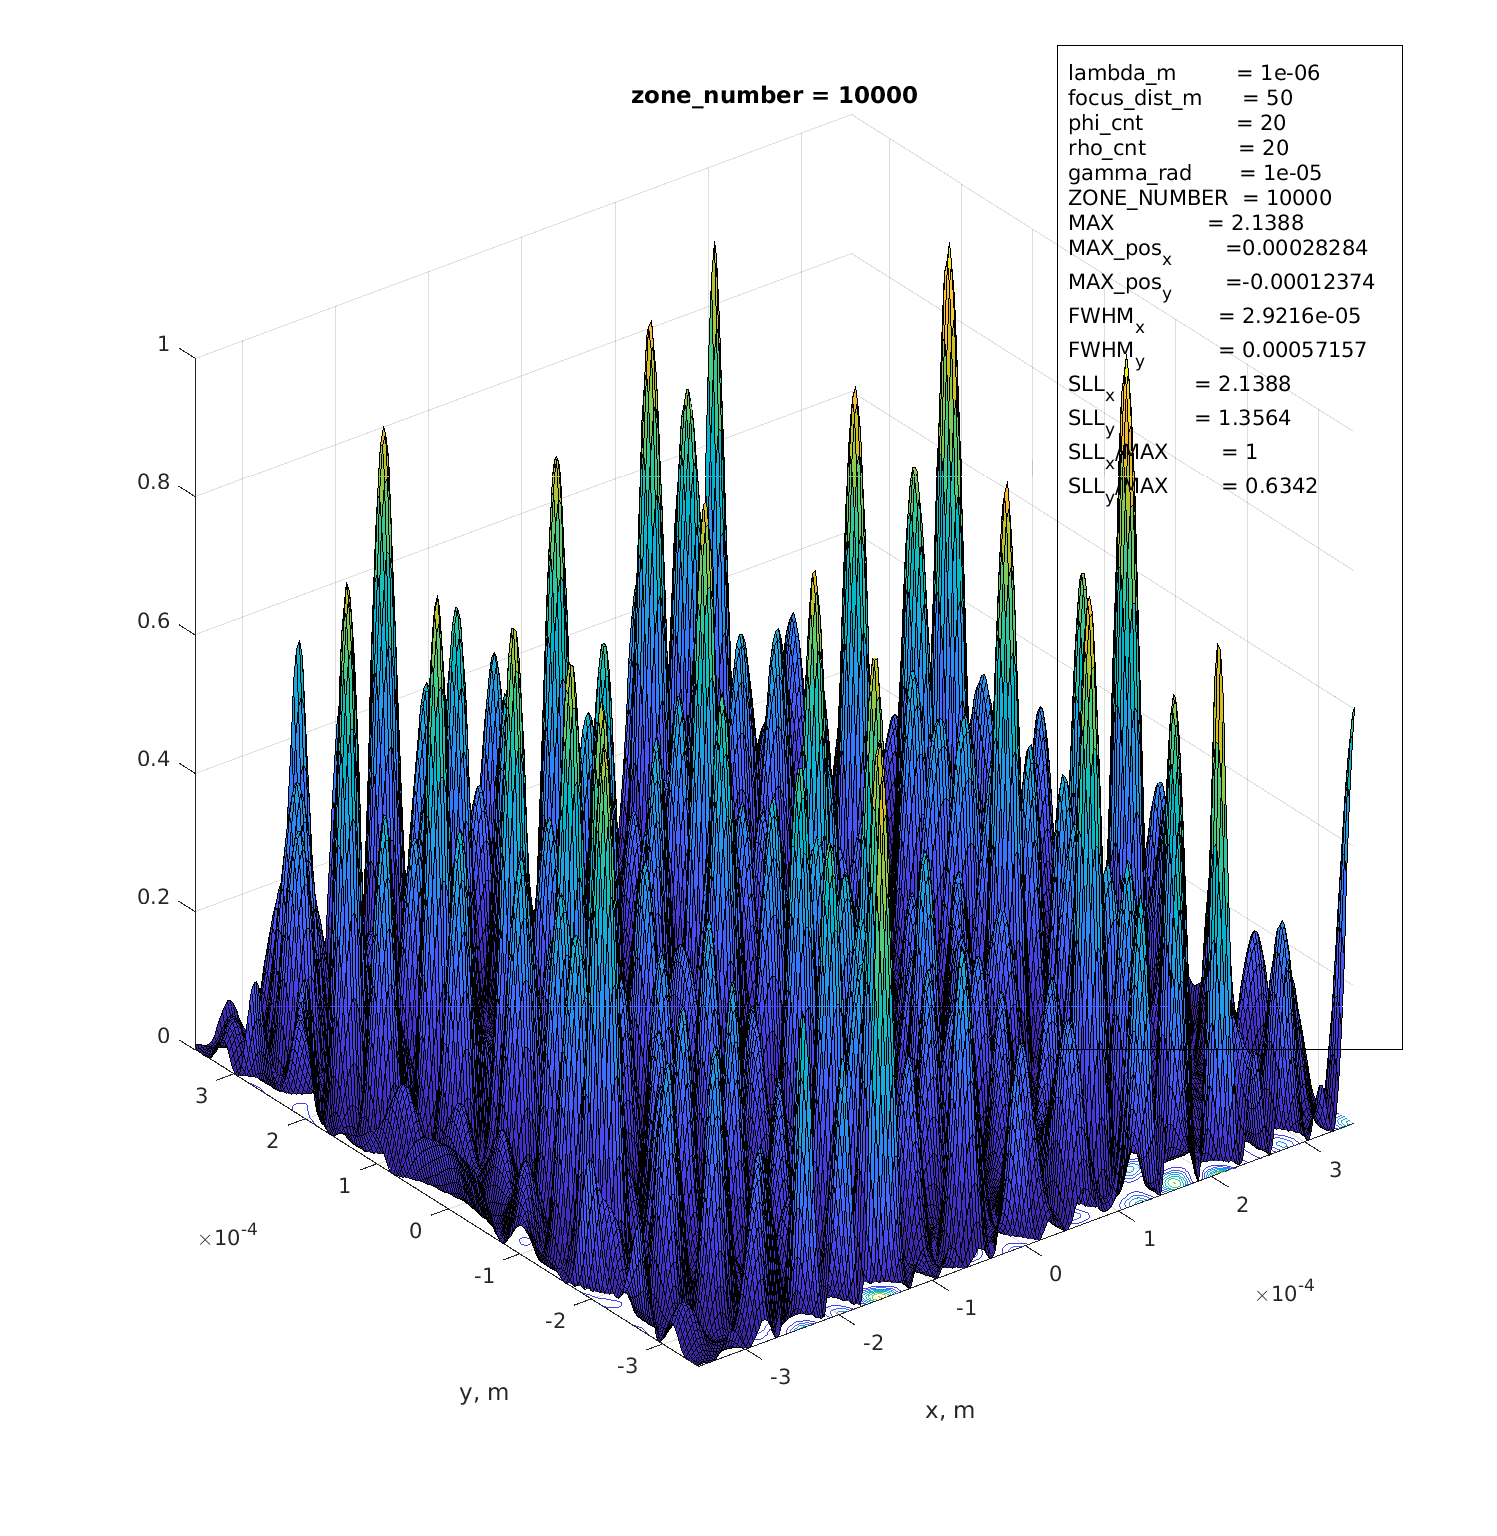 zone_number = 10000
lambda_m = 1e-06
focus_dist_m = 50
phi_cnt = 20
rho_cnt = 20
gamma_rad = 1e-05
ZONE_NUMBER = 10000
MAX = 2.1388
MAX_pos_x =0.00028284
MAX_pos_y =-0.00012374
FWHM_x = 2.9216e-05
FWHM_y = 0.00057157
SLL_x = 2.1388
SLL_y = 1.3564
SLL_x/MAX = 1
SLL_y/MAX = 0.6342
1
0.8
0.6
0.4
0.2
0
3
2
1
0
-1
-2
-3
×10^-4
y, m
-3
-2
-1
0
1
2
3
×10^-4
x, m